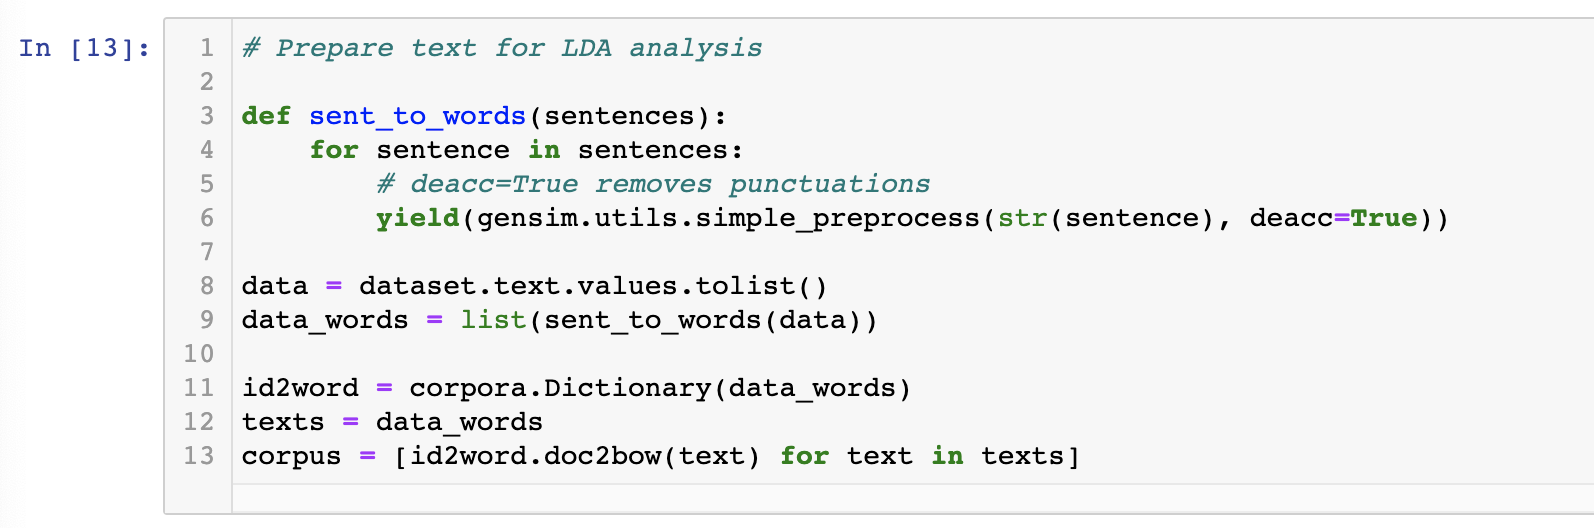 In [13]:
1 # Prepare text for LDA analysis
2
3 def sent_to_words(sentences):
4     for sentence in sentences:
5         # deacc=True removes punctuations
6         yield(gensim.utils.simple_preprocess(str(sentence), deacc=True))
7
8 data = dataset.text.values.tolist()
9 data_words = list(sent_to_words(data))
10
11 id2word = corpora.Dictionary(data_words)
12 texts = data_words
13 corpus = [id2word.doc2bow(text) for text in texts]